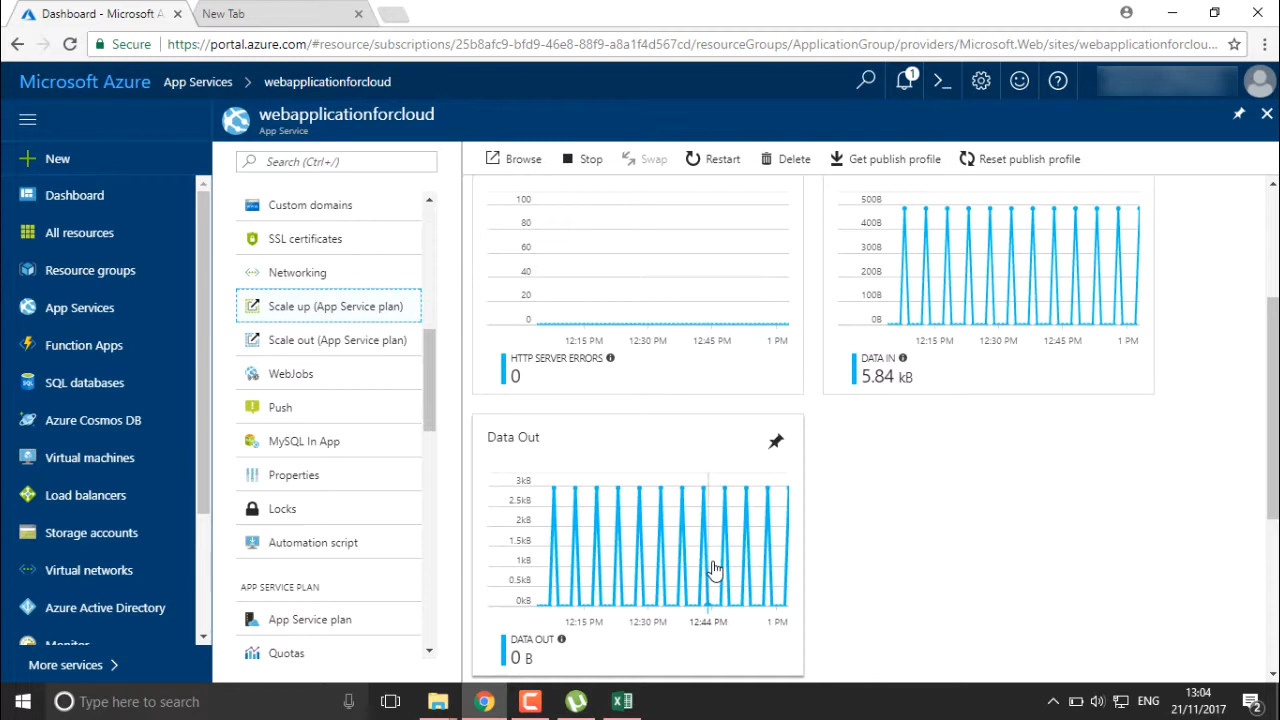 Dashboard - Microsoft A
New Tab
Secure
https://portal.azure.com/#resource/subscriptions/25b8afc9-bfd9-46e8-88f9-a8a1f4d567cd/resourceGroups/ApplicationGroup/providers/Microsoft.Web/sites/webapplicationforclou...
Microsoft Azure
App Services
webapplicationforcloud
1
webapplicationforcloud
App Service
New
Dashboard
All resources
Resource groups
App Services
Function Apps
SQL databases
Azure Cosmos DB
Virtual machines
Load balancers
Storage accounts
Virtual networks
Azure Active Directory
Monitor
More services
Search (Ctrl+/)
Custom domains
SSL certificates
Networking
Scale up (App Service plan)
Scale out (App Service plan)
WebJobs
Push
MySQL In App
Properties
Locks
Automation script
APP SERVICE PLAN
App Service plan
Quotas
Browse
Stop
Swap
Restart
Delete
Get publish profile
Reset publish profile
100
80
60
40
20
0
12:15 PM
12:30 PM
12:45 PM
1 PM
HTTP SERVER ERRORS
0
500B
400B
300B
200B
100B
0B
12:15 PM
12:30 PM
12:45 PM
1 PM
DATA IN
5.84 kB
Data Out
3kB
2.5kB
2kB
1.5kB
1kB
0.5kB
0kB
12:15 PM
12:30 PM
12:44 PM
1 PM
DATA OUT
0 B
Type here to search
ENG
13:04
21/11/2017
2